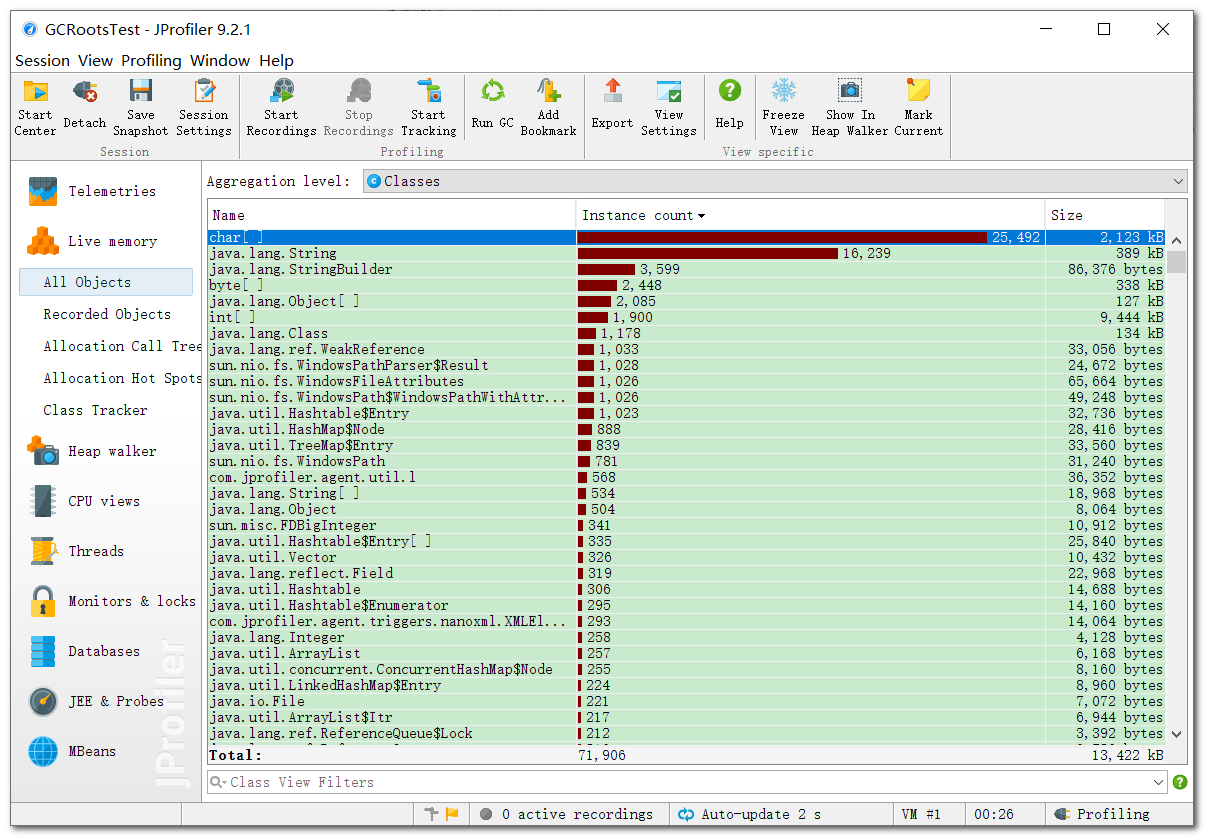 GCRootsTest - JProfiler 9.2.1
Session View Profiling Window Help
Start Center
Detach
Save Snapshot
Session Settings
Start Recordings
Stop Recordings
Start Tracking
Run GC
Add Bookmark
Export
View Settings
Help
Freeze View
Show In Heap Walker
Mark Current
Session
Profiling
View specific
Telemetries
Live memory
All Objects
Recorded Objects
Allocation Call Tree
Allocation Hot Spots
Class Tracker
Heap walker
CPU views
Threads
Monitors & locks
Databases
JEE & Probes
MBeans
JProfiler
Aggregation level: Classes
Name Instance count Size
char[ ] 25,492 2,123 kB
java.lang.String 16,239 389 kB
java.lang.StringBuilder 3,599 86,376 bytes
byte[ ] 2,448 338 kB
java.lang.Object[ ] 2,085 127 kB
int[ ] 1,900 9,444 kB
java.lang.Class 1,178 134 kB
java.lang.ref.WeakReference 1,033 33,056 bytes
sun.nio.fs.WindowsPathParser$Result 1,028 24,672 bytes
sun.nio.fs.WindowsFileAttributes 1,026 65,664 bytes
sun.nio.fs.WindowsPath$WindowsPathWithAttr... 1,026 49,248 bytes
java.util.Hashtable$Entry 1,023 32,736 bytes
java.util.HashMap$Node 888 28,416 bytes
java.util.TreeMap$Entry 839 33,560 bytes
sun.nio.fs.WindowsPath 781 31,240 bytes
com.jprofiler.agent.util.l 568 36,352 bytes
java.lang.String[ ] 534 18,968 bytes
java.lang.Object 504 8,064 bytes
sun.misc.FDBigInteger 341 10,912 bytes
java.util.Hashtable$Entry[ ] 335 25,840 bytes
java.util.Vector 326 10,432 bytes
java.lang.reflect.Field 319 22,968 bytes
java.util.Hashtable 306 14,688 bytes
java.util.Hashtable$Enumerator 295 14,160 bytes
com.jprofiler.agent.triggers.nanoxml.XMLEl... 293 14,064 bytes
java.lang.Integer 258 4,128 bytes
java.util.ArrayList 257 6,168 bytes
java.util.concurrent.ConcurrentHashMap$Node 255 8,160 bytes
java.util.LinkedHashMap$Entry 224 8,960 bytes
java.io.File 221 7,072 bytes
java.util.ArrayList$Itr 217 6,944 bytes
java.lang.ref.ReferenceQueue$Lock 212 3,392 bytes
Total: 71,906 13,422 kB
Class View Filters
0 active recordings Auto-update 2 s VM #1 00:26 Profiling